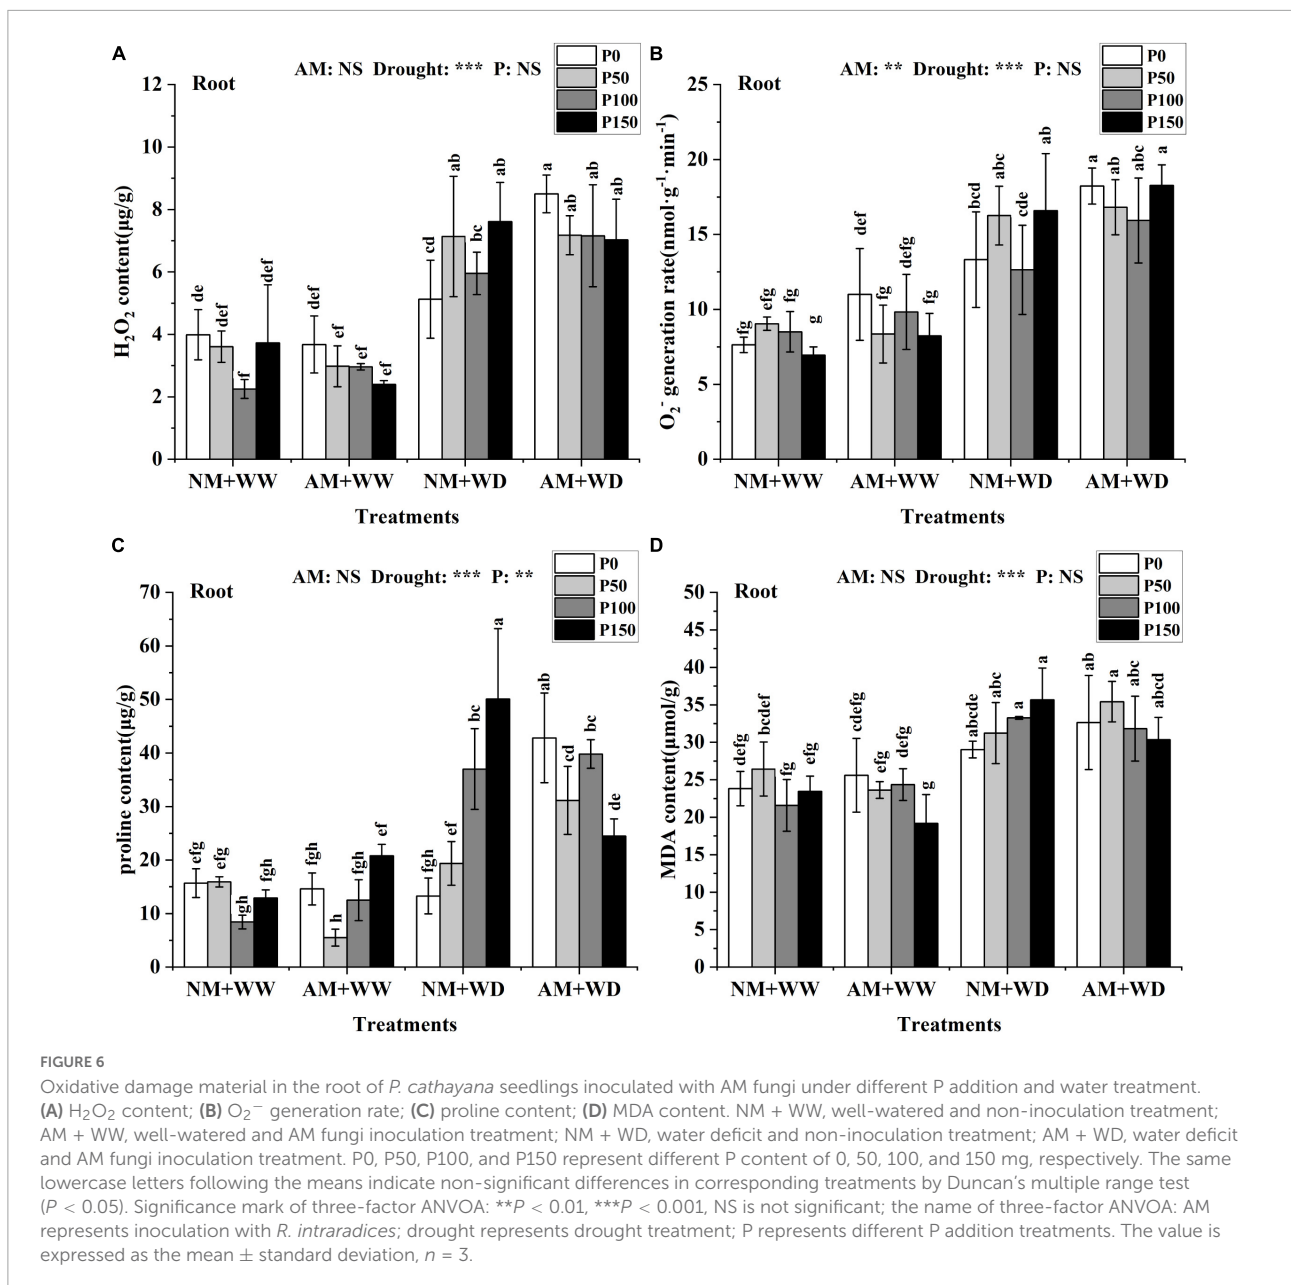 A
AM: NS Drought: *** P: NS
P0
P50
P100
P150
Root
H₂O₂ content(μg/g)
12
10
8
6
4
2
0
de
def
f
def
def
ef
ef
ef
cd
ab
bc
ab
a
ab
ab
ab
NM+WW AM+WW NM+WD AM+WD
Treatments
B
AM: ** Drought: *** P: NS
P0
P50
P100
P150
Root
O₂⁻ generation rate(nmol·g⁻¹·min⁻¹)
25
20
15
10
5
0
fg
efg
fg
g
def
fg
defg
fg
bcd
abc
cde
ab
a
ab
abc
a
NM+WW AM+WW NM+WD AM+WD
Treatments
C
AM: NS Drought: *** P: **
P0
P50
P100
P150
Root
proline content(μg/g)
70
60
50
40
30
20
10
0
efg
efg
gh
fgh
fgh
h
fgh
ef
fgh
ef
bc
a
ab
cd
bc
de
NM+WW AM+WW NM+WD AM+WD
Treatments
D
AM: NS Drought: *** P: NS
P0
P50
P100
P150
Root
MDA content(μmol/g)
50
45
40
35
30
25
20
15
10
5
0
defg
bcdef
fg
efg
cdefg
efg
defg
g
abcde
abc
a
a
ab
a
abc
abcd
NM+WW AM+WW NM+WD AM+WD
Treatments
FIGURE 6
Oxidative damage material in the root of P. cathayana seedlings inoculated with AM fungi under different P addition and water treatment.
(A) H₂O₂ content; (B) O₂⁻ generation rate; (C) proline content; (D) MDA content. NM + WW, well-watered and non-inoculation treatment;
AM + WW, well-watered and AM fungi inoculation treatment; NM + WD, water deficit and non-inoculation treatment; AM + WD, water deficit
and AM fungi inoculation treatment. P0, P50, P100, and P150 represent different P content of 0, 50, 100, and 150 mg, respectively. The same
lowercase letters following the means indicate non-significant differences in corresponding treatments by Duncan's multiple range test
(P < 0.05). Significance mark of three-factor ANVOA: **P < 0.01, ***P < 0.001, NS is not significant; the name of three-factor ANVOA: AM
represents inoculation with R. intraradices; drought represents drought treatment; P represents different P addition treatments. The value is
expressed as the mean ± standard deviation, n = 3.